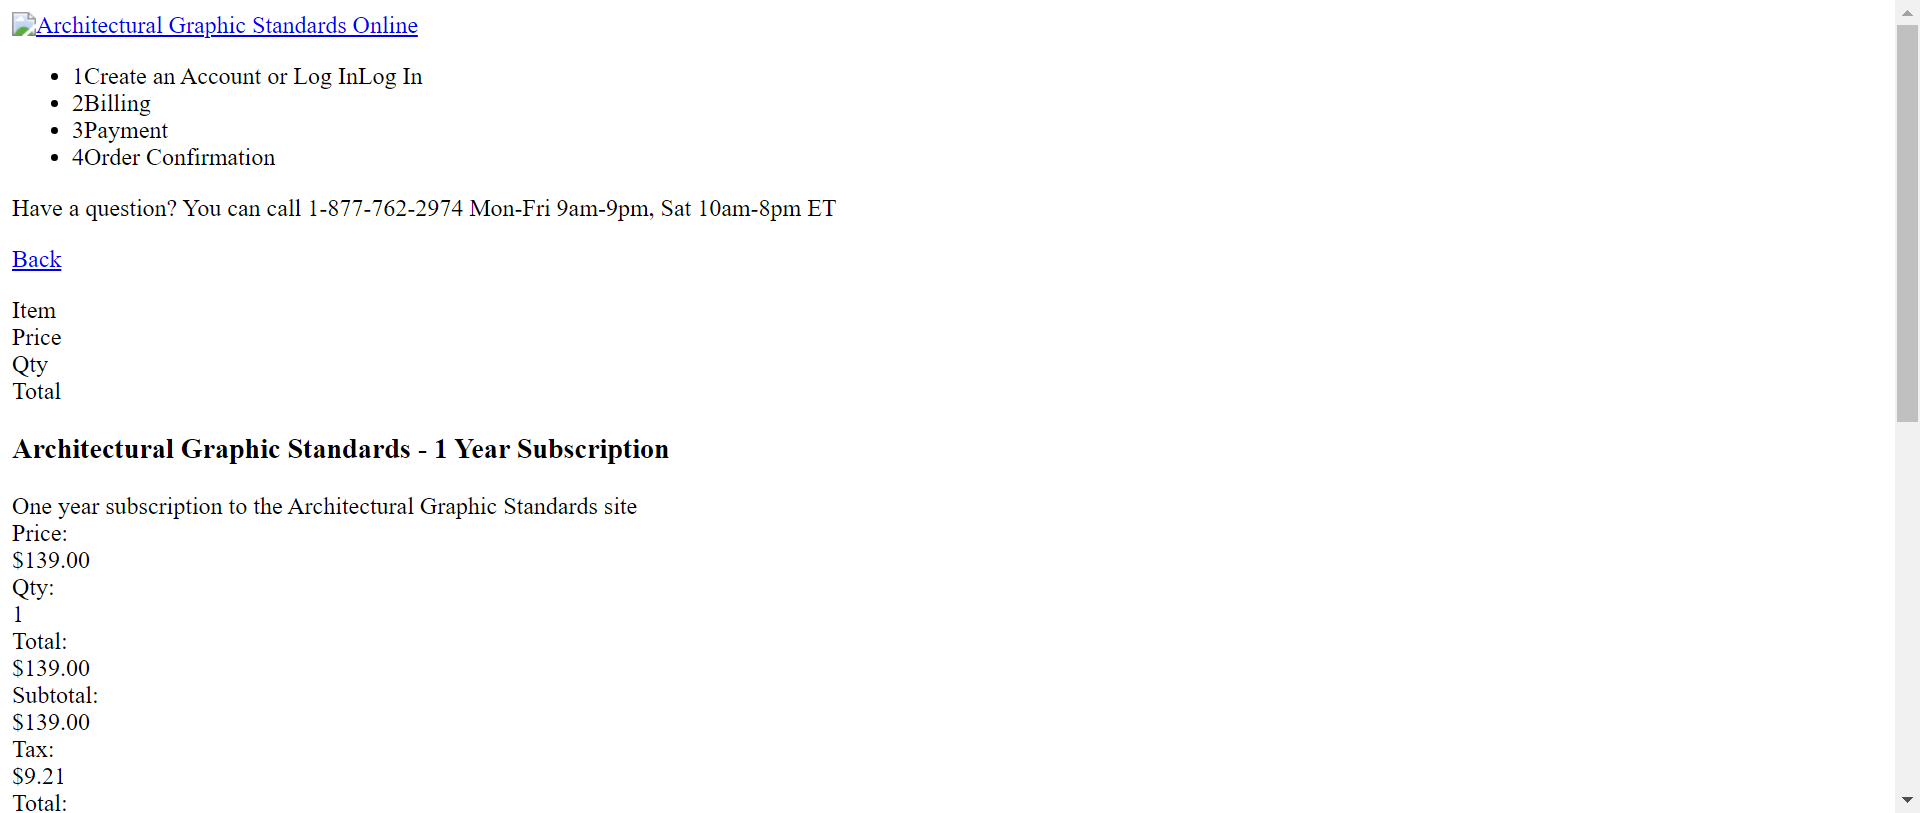 Architectural Graphic Standards Online
1Create an Account or Log InLog In
2Billing
3Payment
4Order Confirmation
Have a question? You can call 1-877-762-2974 Mon-Fri 9am-9pm, Sat 10am-8pm ET
Back
Item
Price
Qty
Total
Architectural Graphic Standards - 1 Year Subscription
One year subscription to the Architectural Graphic Standards site
Price:
$139.00
Qty:
1
Total:
$139.00
Subtotal:
$139.00
Tax:
$9.21
Total: